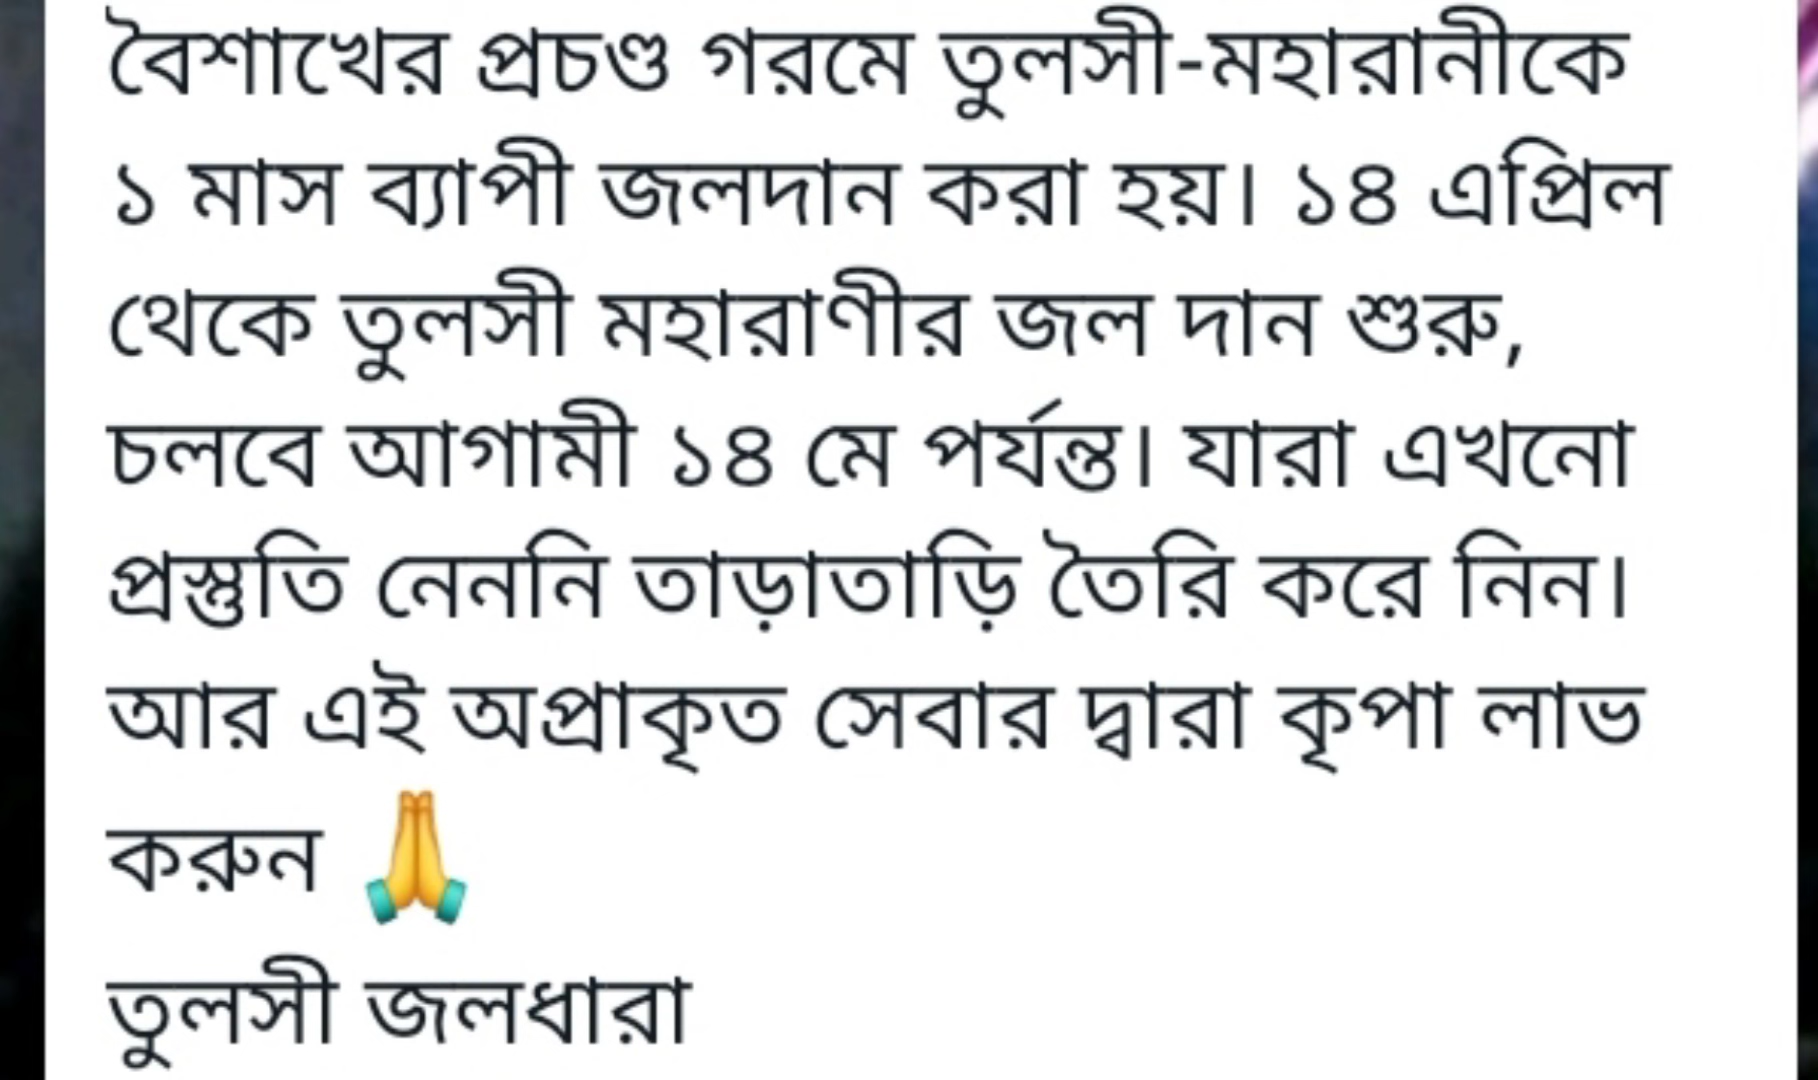 বৈশাখের প্রচণ্ড গরমে তুলসী-মহারানীকে
১ মাস ব্যাপী জলদান করা হয়। ১৪ এপ্রিল
থেকে তুলসী মহারাণীর জল দান শুরু,
চলবে আগামী ১৪ মে পর্যন্ত। যারা এখনো
প্রস্তুতি নেননি তাড়াতাড়ি তৈরি করে নিন।
আর এই অপ্রাকৃত সেবার দ্বারা কৃপা লাভ
করুন 🙏
তুলসী জলধারা